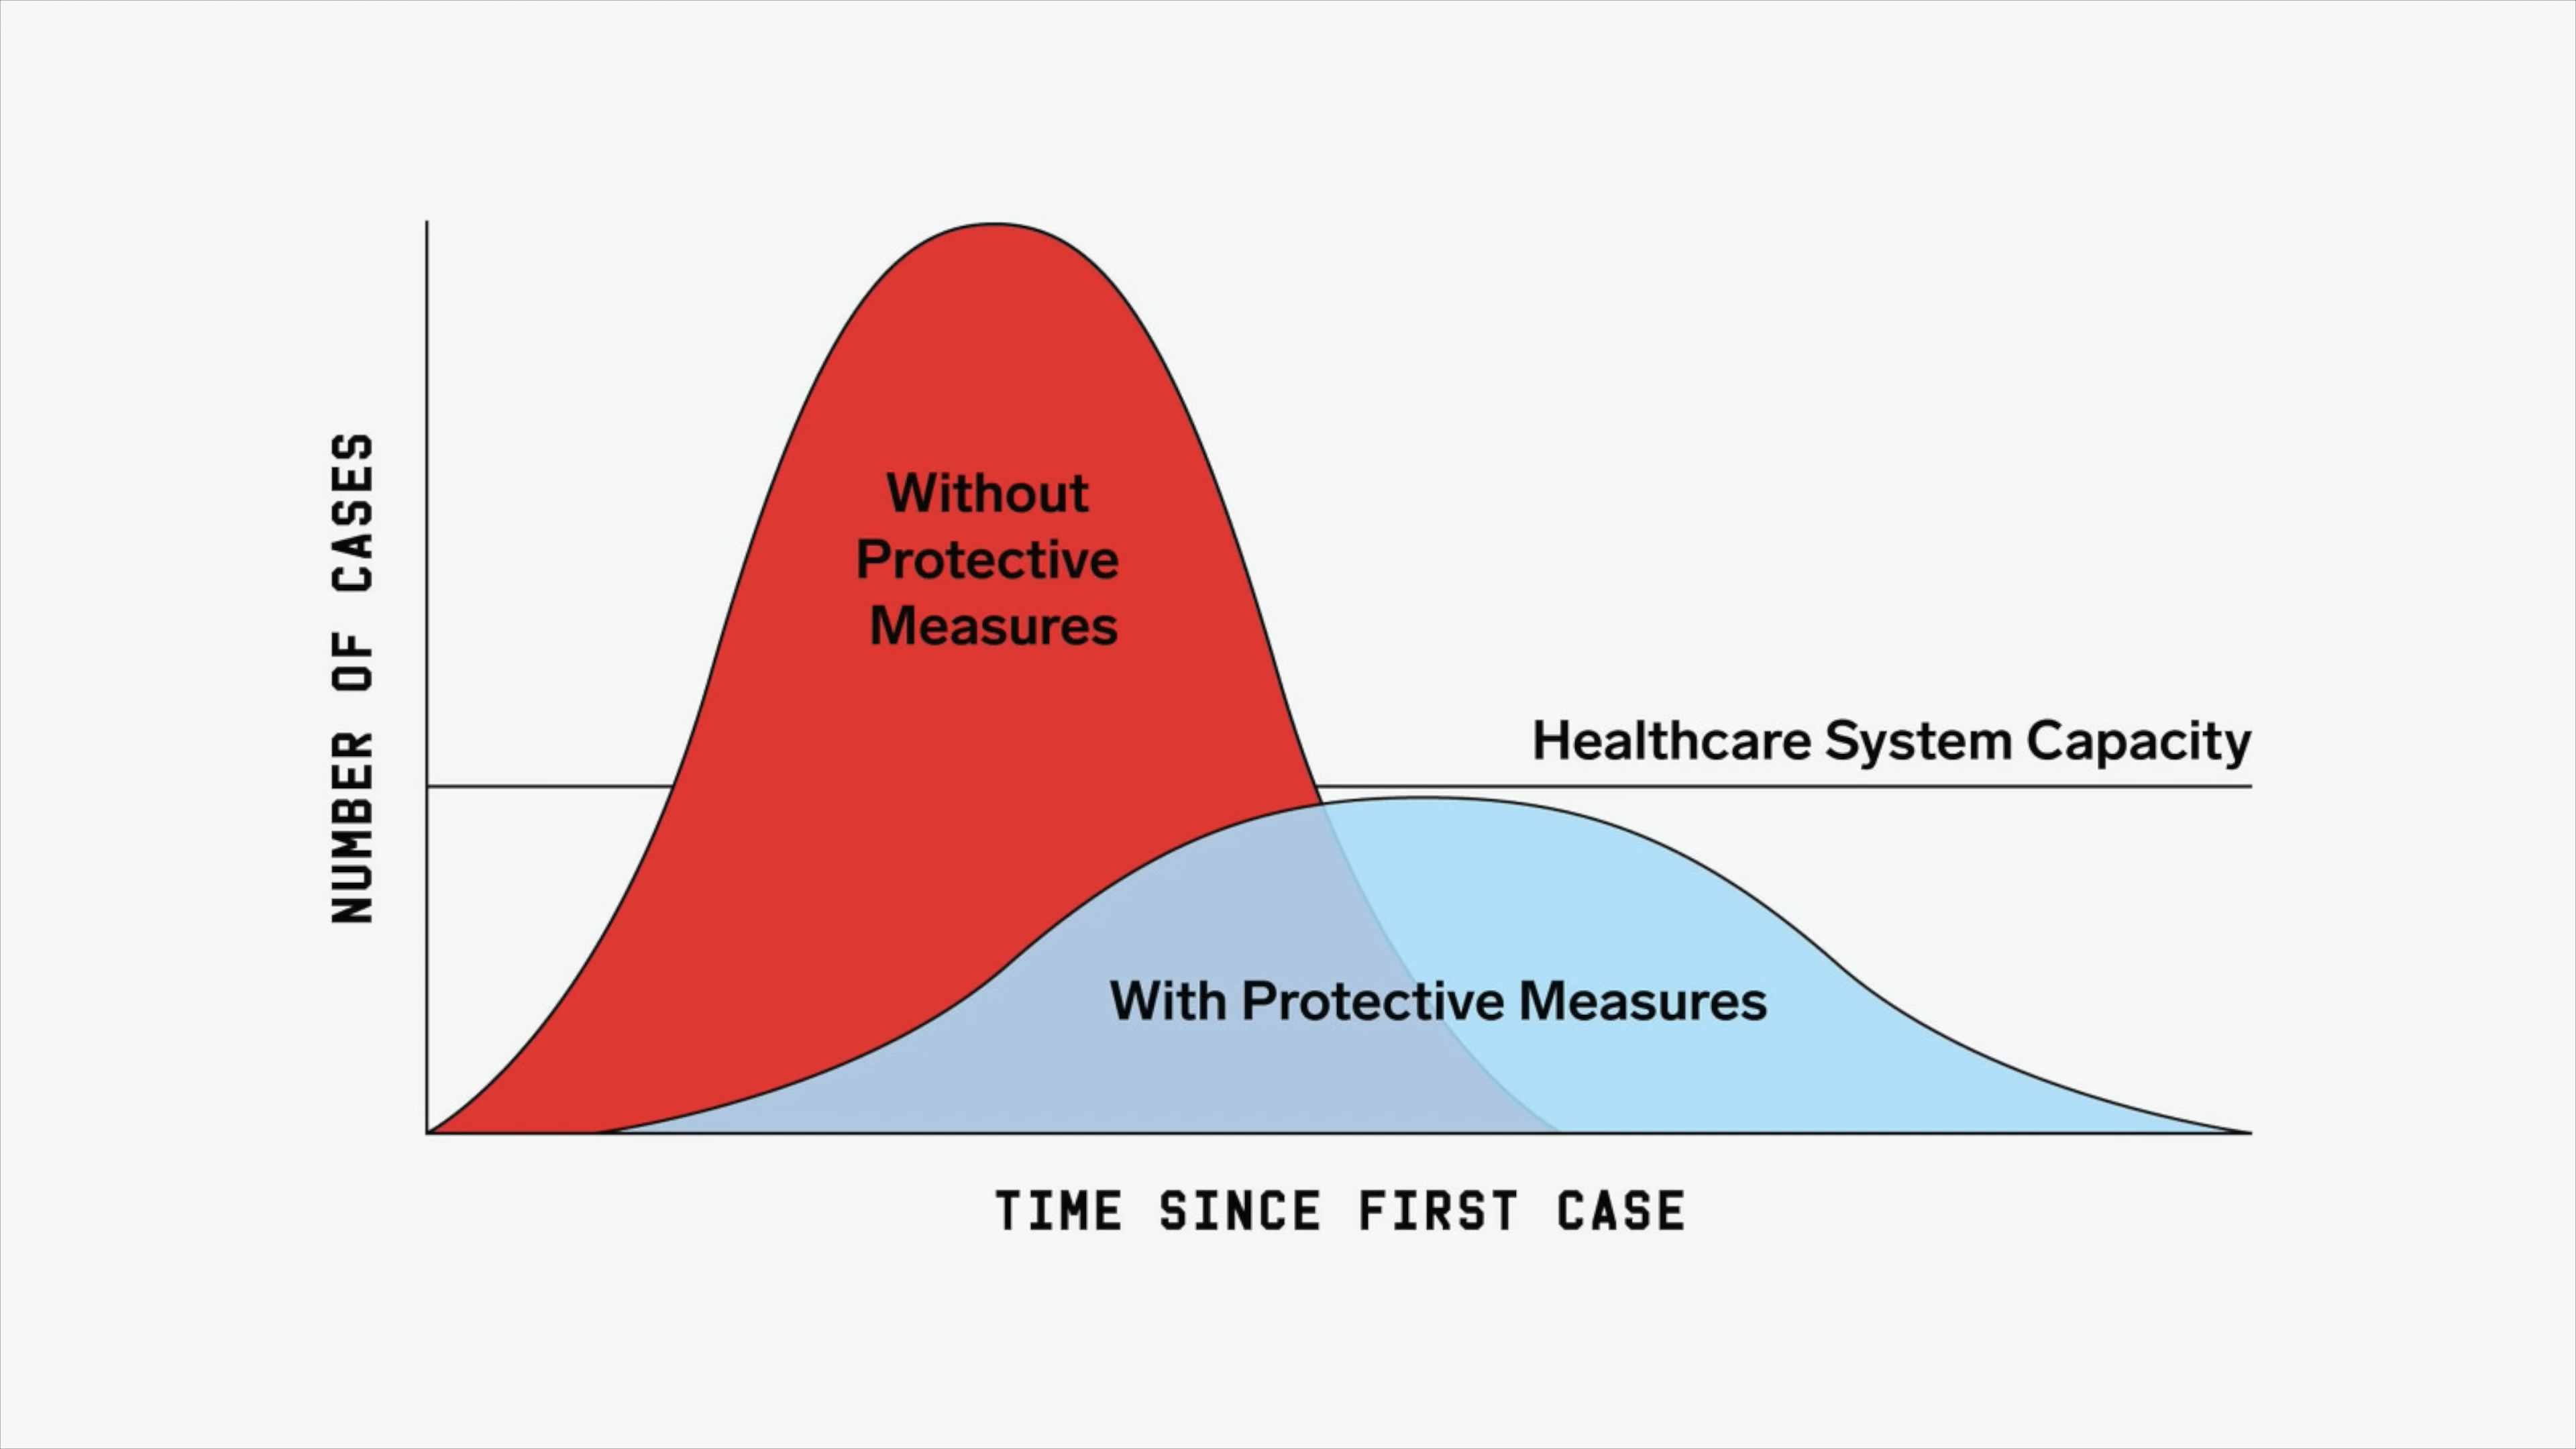 NUMBER OF CASES
Without
Protective
Measures
Healthcare System Capacity
With Protective Measures
TIME SINCE FIRST CASE